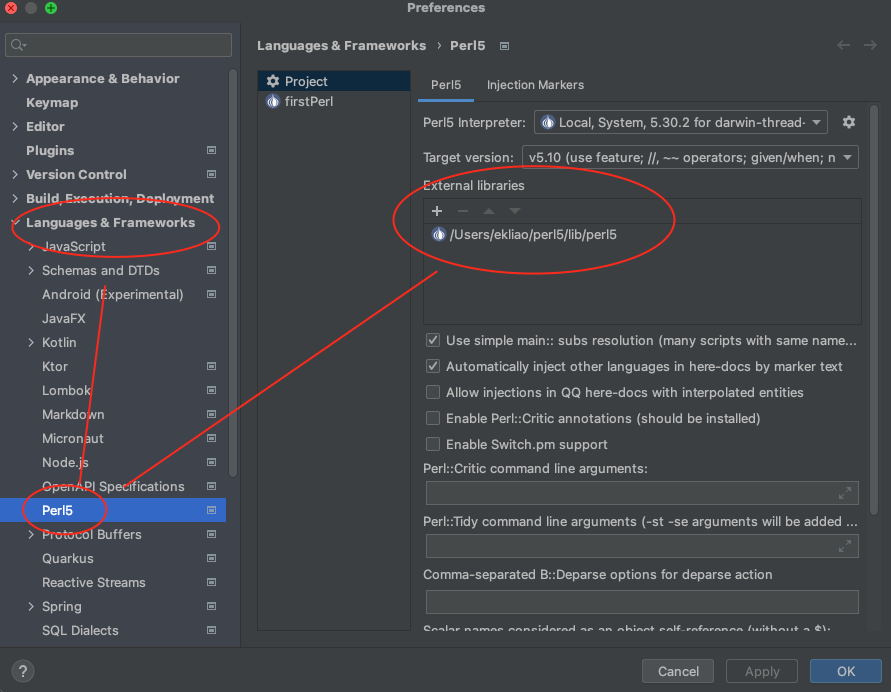 Preferences
Languages & Frameworks › Perl5
Appearance & Behavior
Keymap
Editor
Plugins
Version Control
Build, Execution, Deployment
Languages & Frameworks
JavaScript
Schemas and DTDs
Android (Experimental)
JavaFX
Kotlin
Ktor
Lombok
Markdown
Micronaut
Node.js
OpenAPI Specifications
Perl5
Protocol Buffers
Quarkus
Reactive Streams
Spring
SQL Dialects
Project
firstPerl
Perl5 Injection Markers
Perl5 Interpreter: Local, System, 5.30.2 for darwin-thread-
Target version: v5.10 (use feature; //, ~~ operators; given/when; n
External libraries
/Users/ekliao/perl5/lib/perl5
Use simple main:: subs resolution (many scripts with same name...
Automatically inject other languages in here-docs by marker text
Allow injections in QQ here-docs with interpolated entities
Enable Perl::Critic annotations (should be installed)
Enable Switch.pm support
Perl::Critic command line arguments:
Perl::Tidy command line arguments (-st -se arguments will be added ...
Comma-separated B::Deparse options for deparse action
Scalar names considered as an object self-reference (without a $):
?
Cancel Apply OK